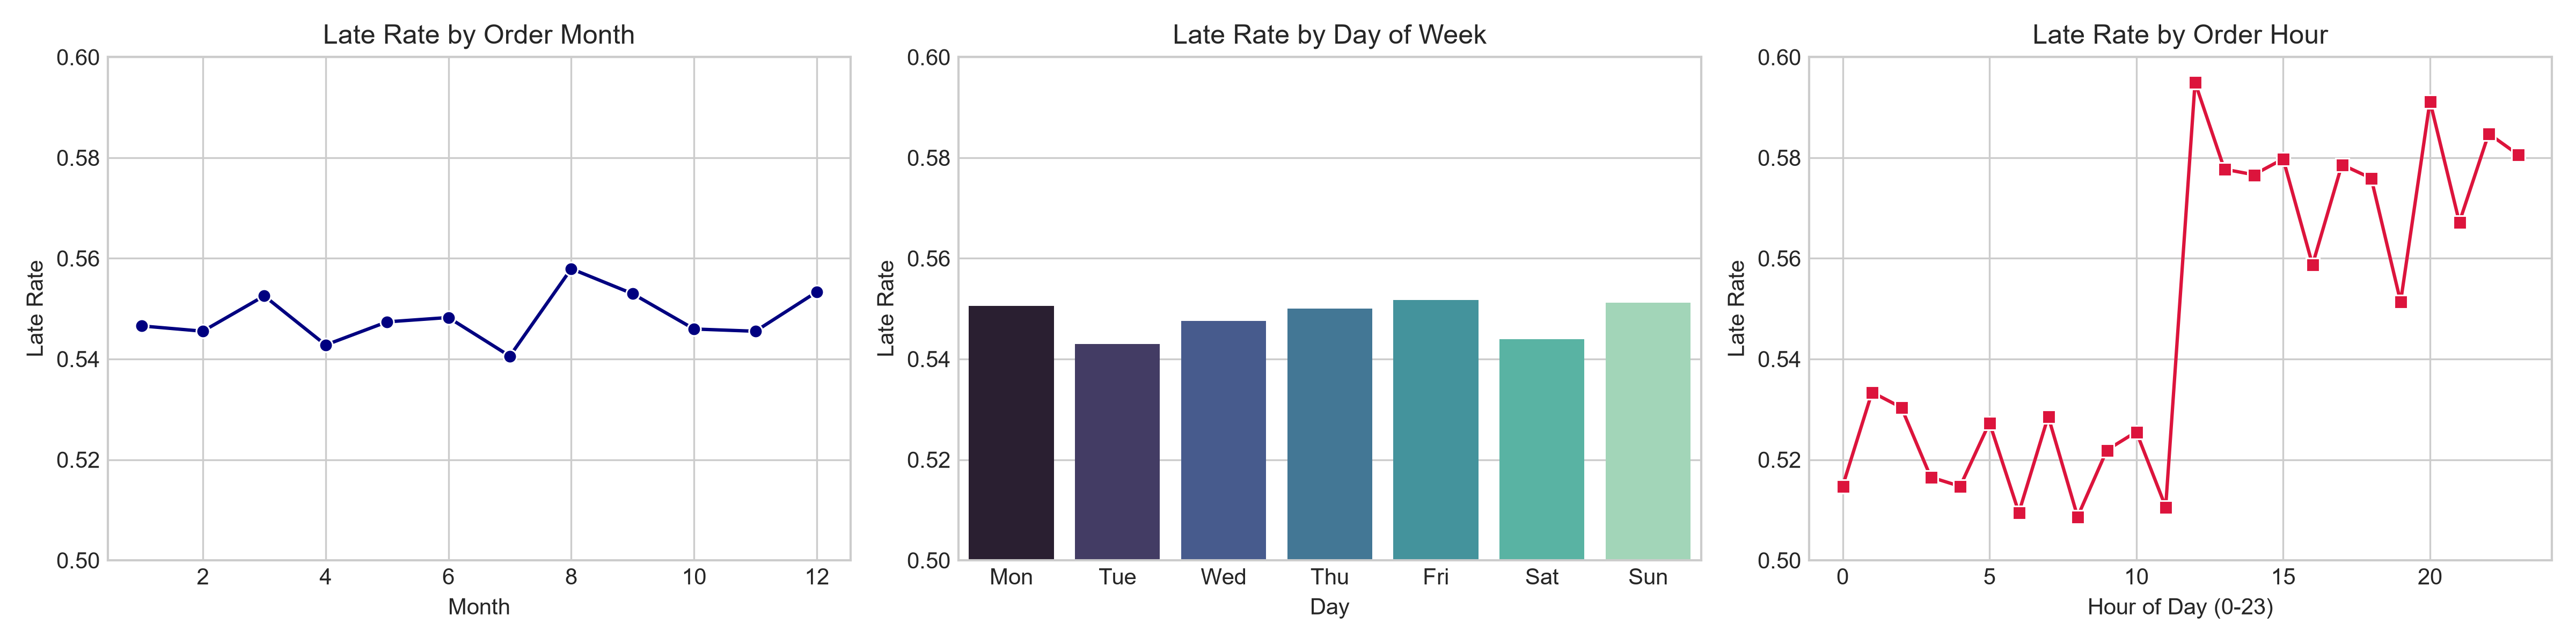 Late Rate by Order Month
0.60
0.58
0.56
0.54
0.52
0.50
Late Rate
2 4 6 8 10 12
Month
Late Rate by Day of Week
0.60
0.58
0.56
0.54
0.52
0.50
Late Rate
Mon Tue Wed Thu Fri Sat Sun
Day
Late Rate by Order Hour
0.60
0.58
0.56
0.54
0.52
0.50
Late Rate
0 5 10 15 20
Hour of Day (0-23)